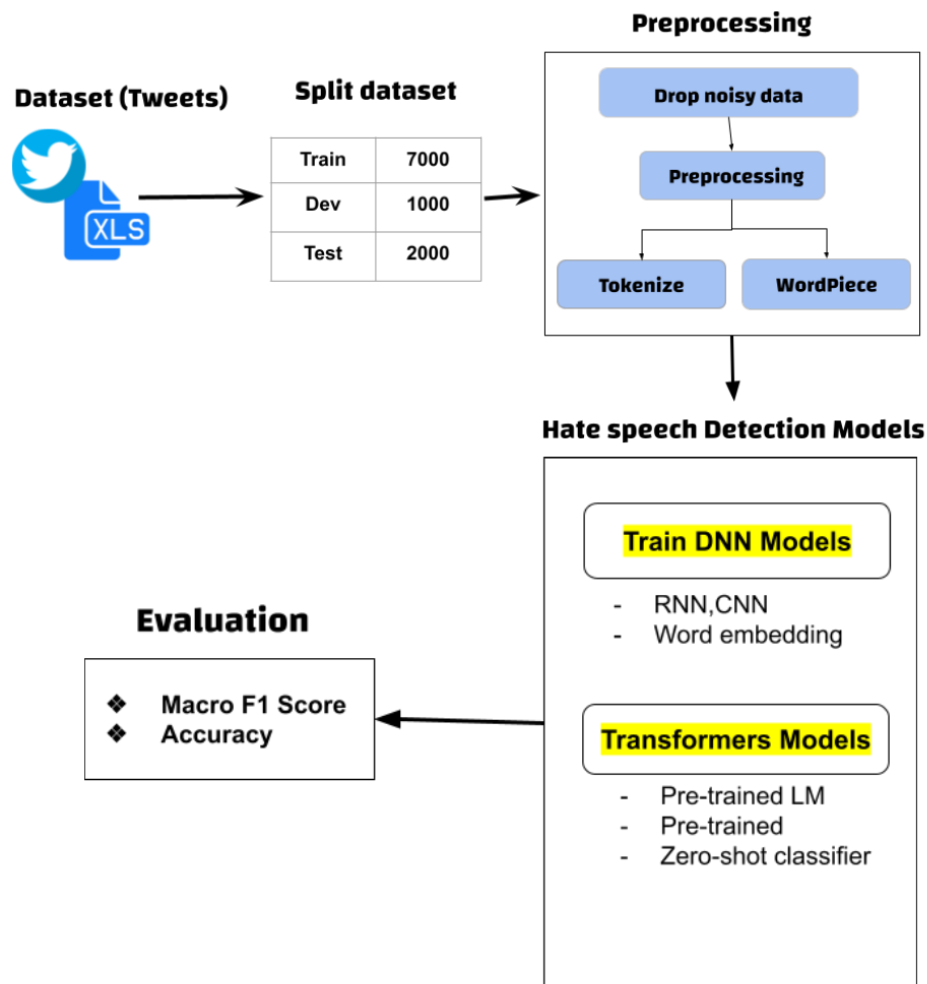 Dataset (Tweets)
XLS
Split dataset
Train 7000
Dev 1000
Test 2000
Preprocessing
Drop noisy data
Preprocessing
Tokenize
WordPiece
Hate speech Detection Models
Train DNN Models
- RNN,CNN
- Word embedding
Transformers Models
- Pre-trained LM
- Pre-trained
- Zero-shot classifier
Evaluation
❖ Macro F1 Score
❖ Accuracy